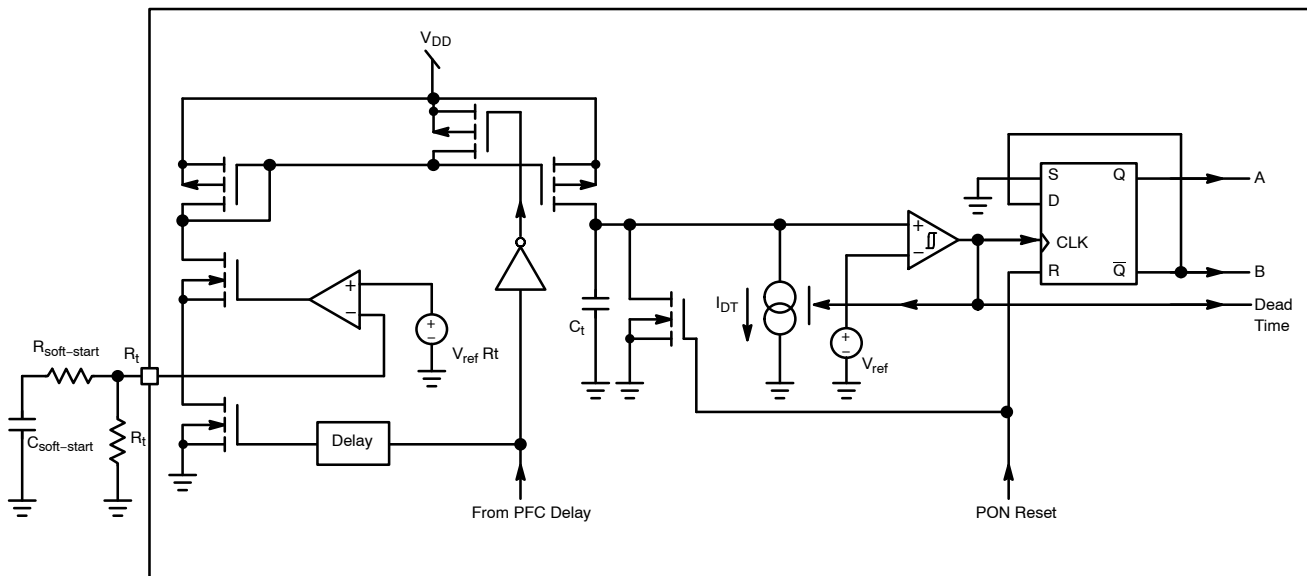 V_DD
R_soft-start
R_t
C_soft-start
R_t
V_ref Rt
Delay
From PFC Delay
C_t
I_DT
V_ref
+
−
+
−
+
−
+
−
S
Q
D
CLK
R
Q̅
A
B
Dead
Time
PON Reset